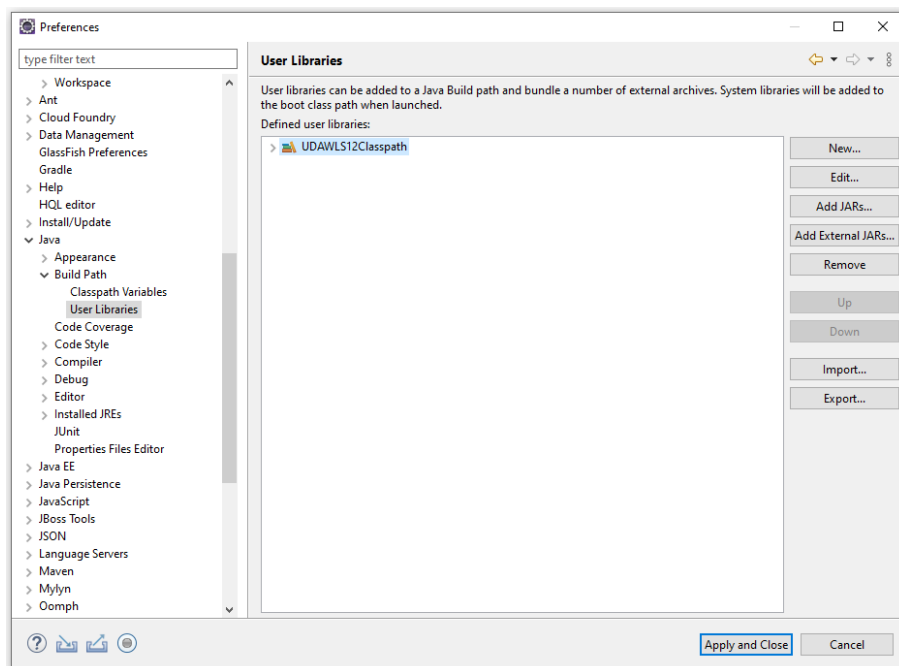 Preferences
type filter text
Workspace
Ant
Cloud Foundry
Data Management
GlassFish Preferences
Gradle
Help
HQL editor
Install/Update
Java
Appearance
Build Path
Classpath Variables
User Libraries
Code Coverage
Code Style
Compiler
Debug
Editor
Installed JREs
JUnit
Properties Files Editor
Java EE
Java Persistence
JavaScript
JBoss Tools
JSON
Language Servers
Maven
Mylyn
Oomph
User Libraries
User libraries can be added to a Java Build path and bundle a number of external archives. System libraries will be added to
the boot class path when launched.
Defined user libraries:
UDAWLS12Classpath
New...
Edit...
Add JARs...
Add External JARs...
Remove
Up
Down
Import...
Export...
Apply and Close
Cancel